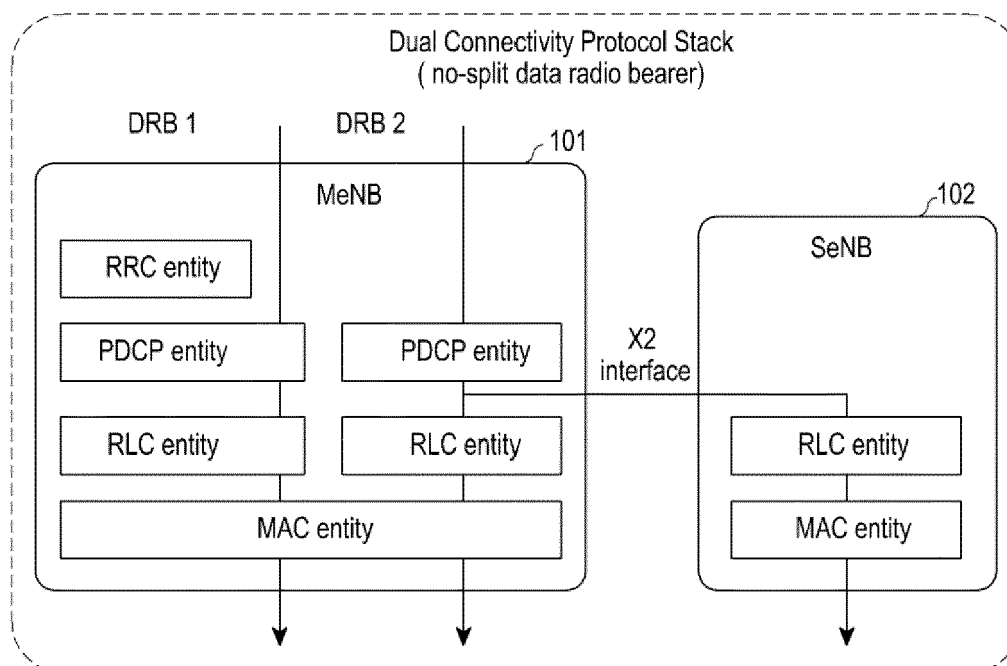 Dual Connectivity Protocol Stack
( no-split data radio bearer)
DRB 1
DRB 2
101
MeNB
102
SeNB
RRC entity
PDCP entity
PDCP entity
X2
interface
RLC entity
RLC entity
RLC entity
MAC entity
MAC entity